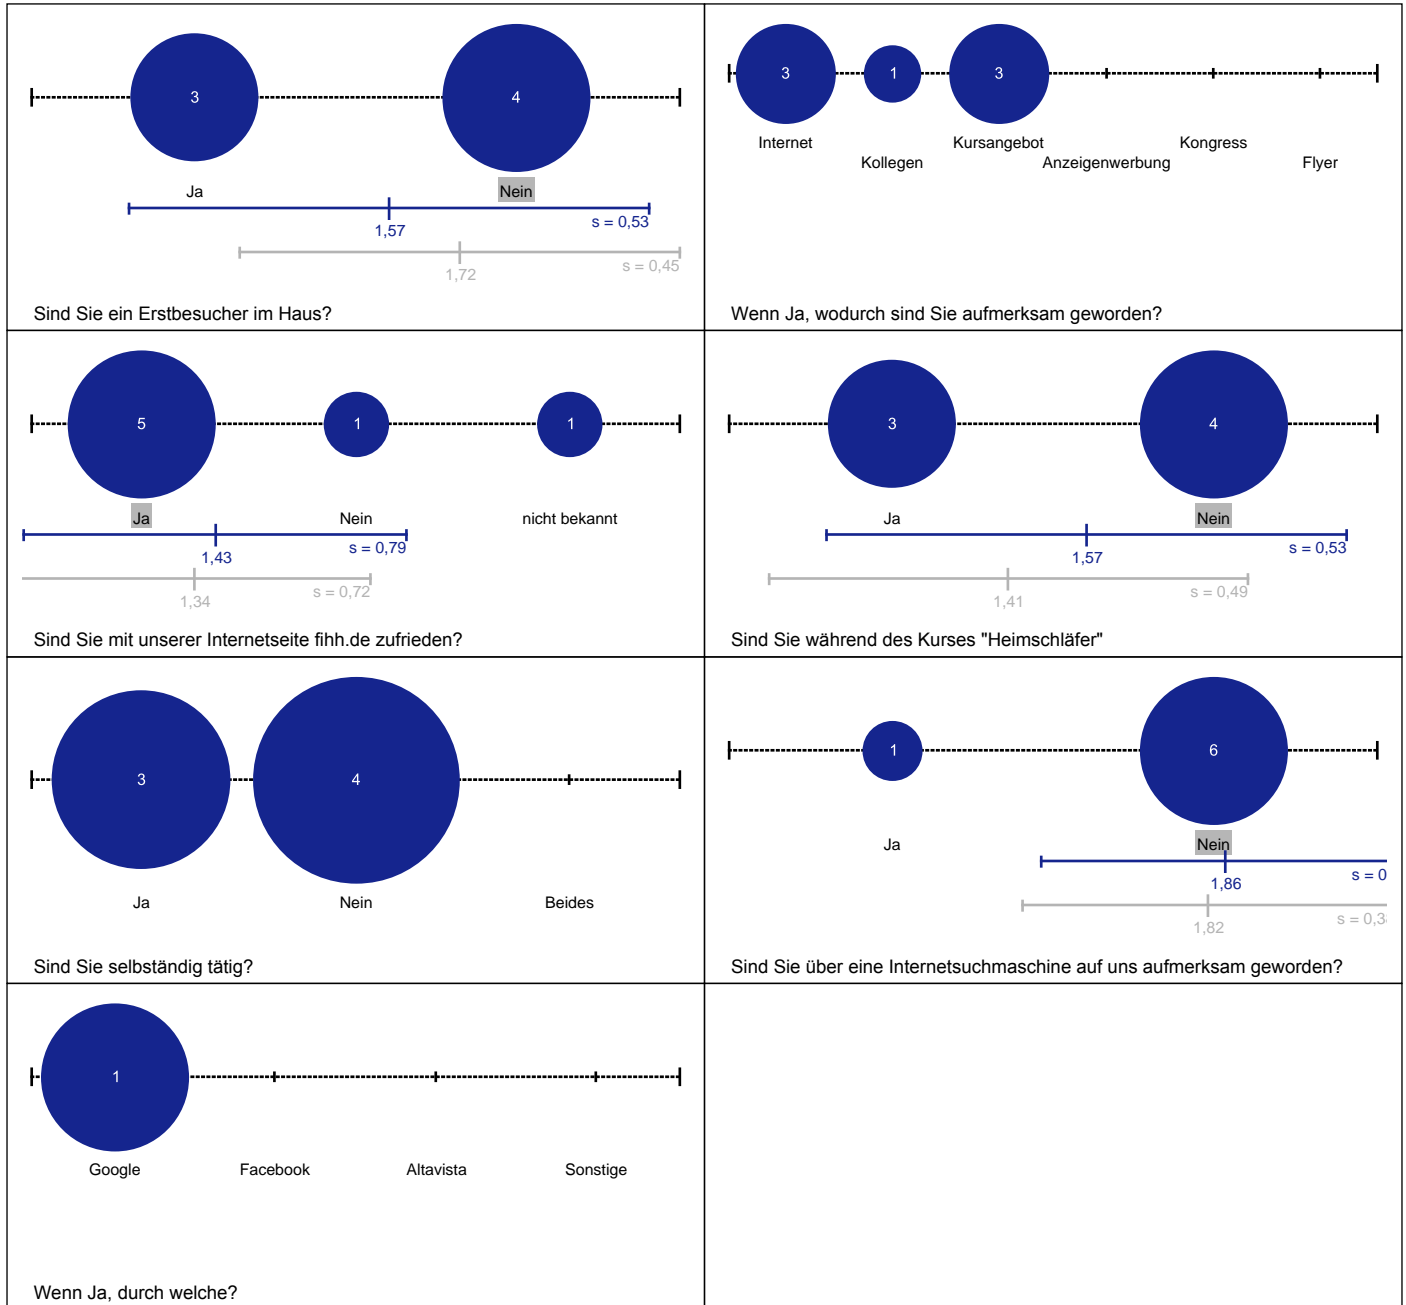 3
4
Ja
Nein
1,57
s = 0,53
1,72
s = 0,45
Sind Sie ein Erstbesucher im Haus?
3
1
3
Internet
Kollegen
Kursangebot
Anzeigenwerbung
Kongress
Flyer
Wenn Ja, wodurch sind Sie aufmerksam geworden?
5
1
1
Ja
Nein
nicht bekannt
1,43
s = 0,79
1,34
s = 0,72
Sind Sie mit unserer Internetseite fihh.de zufrieden?
3
4
Ja
Nein
1,57
s = 0,53
1,41
s = 0,49
Sind Sie während des Kurses "Heimschläfer"
3
4
Ja
Nein
Beides
Sind Sie selbständig tätig?
1
6
Ja
Nein
1,86
s = 0
1,82
s = 0,3
Sind Sie über eine Internetsuchmaschine auf uns aufmerksam geworden?
1
Google
Facebook
Altavista
Sonstige
Wenn Ja, durch welche?